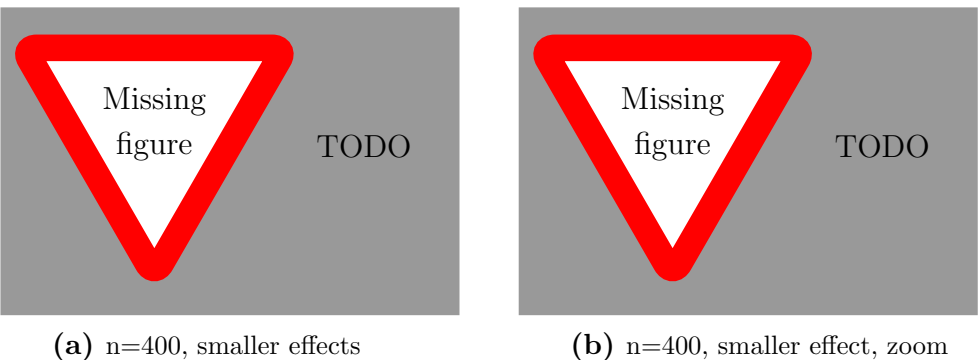 Missing
figure
TODO
Missing
figure
TODO
(a) n=400, smaller effects
(b) n=400, smaller effect, zoom